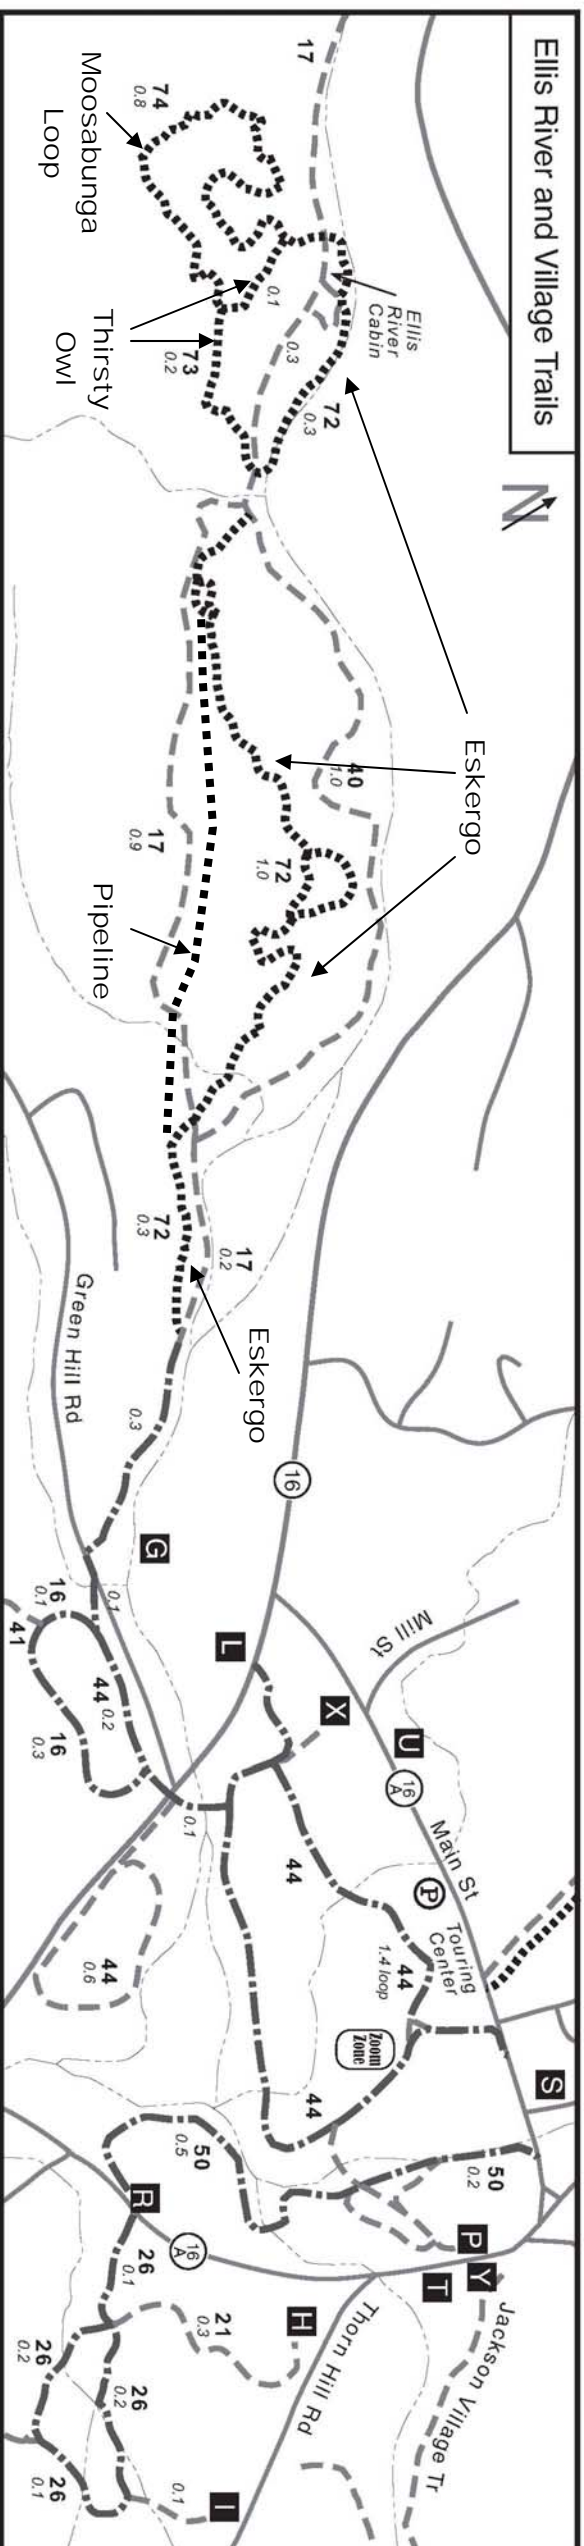 Ellis River and Village Trails
N
17
74
0.8
Moosabunga
Loop
0.1
Thirsty
Owl
73
0.2
Ellis
River
Cabin
0.3
72
0.3
Eskergo
40
1.0
72
1.0
17
0.9
Pipeline
72
0.3
17
0.2
Eskergo
Green Hill Rd
0.3
16
G
0.1
16
0.1
41
44
0.2
16
0.3
L
X
Mill St
U
16
A
Main St
P
Touring
Center
0.1
44
44
0.6
44
1.4 loop
Zoom
Zone
44
S
50
0.5
50
0.2
R
16
A
P
Y
T
Jackson Village Tr
26
0.1
21
0.3
H
Thorn Hill Rd
26
0.2
26
0.2
26
0.1
0.1
I